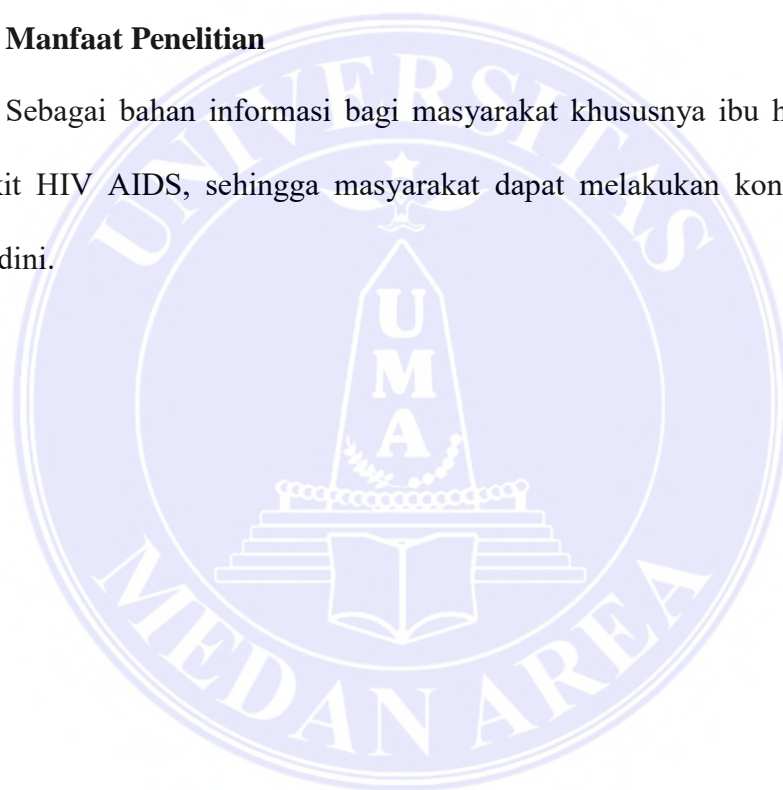 Manfaat Penelitian
Sebagai bahan informasi bagi masyarakat khususnya ibu h
kit HIV AIDS, sehingga masyarakat dapat melakukan kon
dini.
UNIVERSITAS
UMA
MEDAN AREA